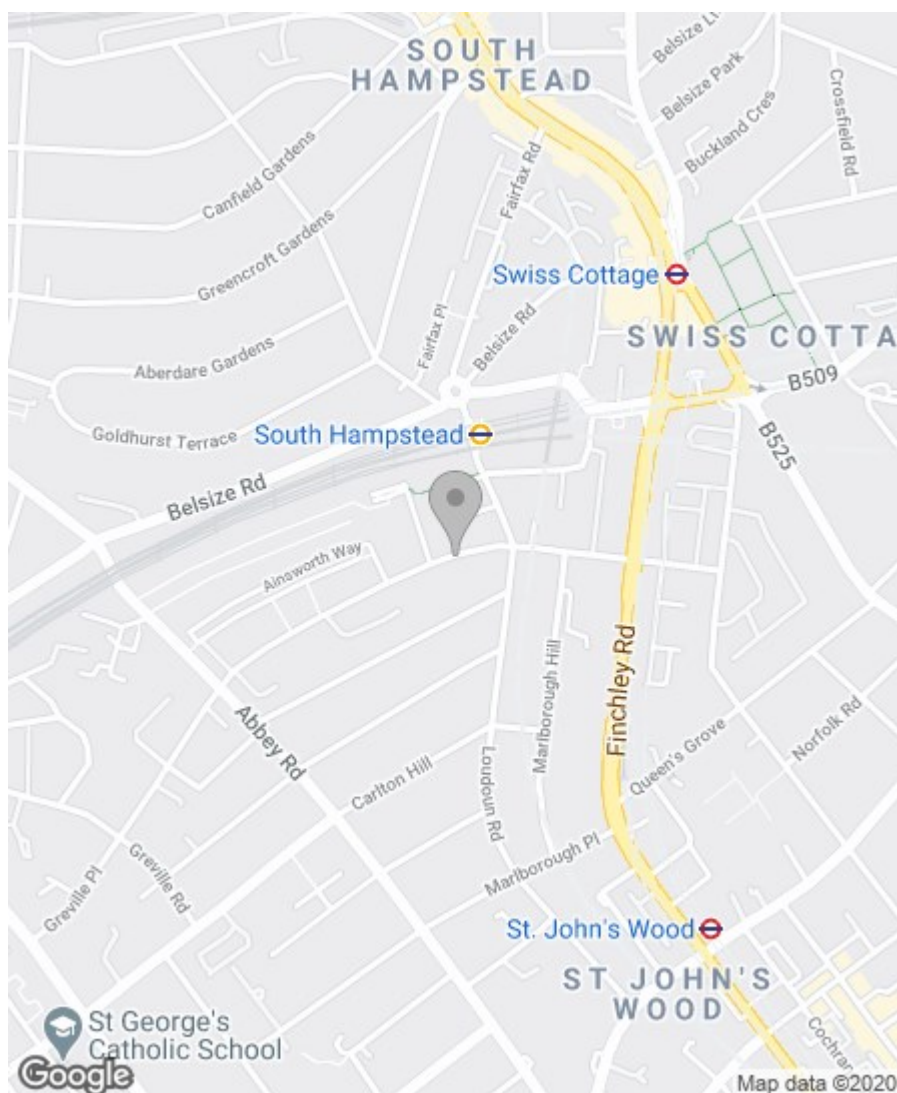 SOUTH
HAMPSTEAD
Belsize Park
Buckland Cres
Crossfield Rd
Canfield Gardens
Fairfax Rd
Greencroft Gardens
Swiss Cottage
SWISS COTTA
Fairfax Pl
Belsize Rd
Aberdare Gardens
B509
Goldhurst Terrace
South Hampstead
B525
Belsize Rd
Ainsworth Way
Finchley Rd
Marlborough Hill
Abbey Rd
Carlton Hill
Loudoun Rd
Queen's Grove
Norfolk Rd
Greville Pl
Greville Rd
Marlborough Pl
St. John's Wood
ST JOHN'S
WOOD
St George's
Catholic School
Cochran
Google
Map data ©2020